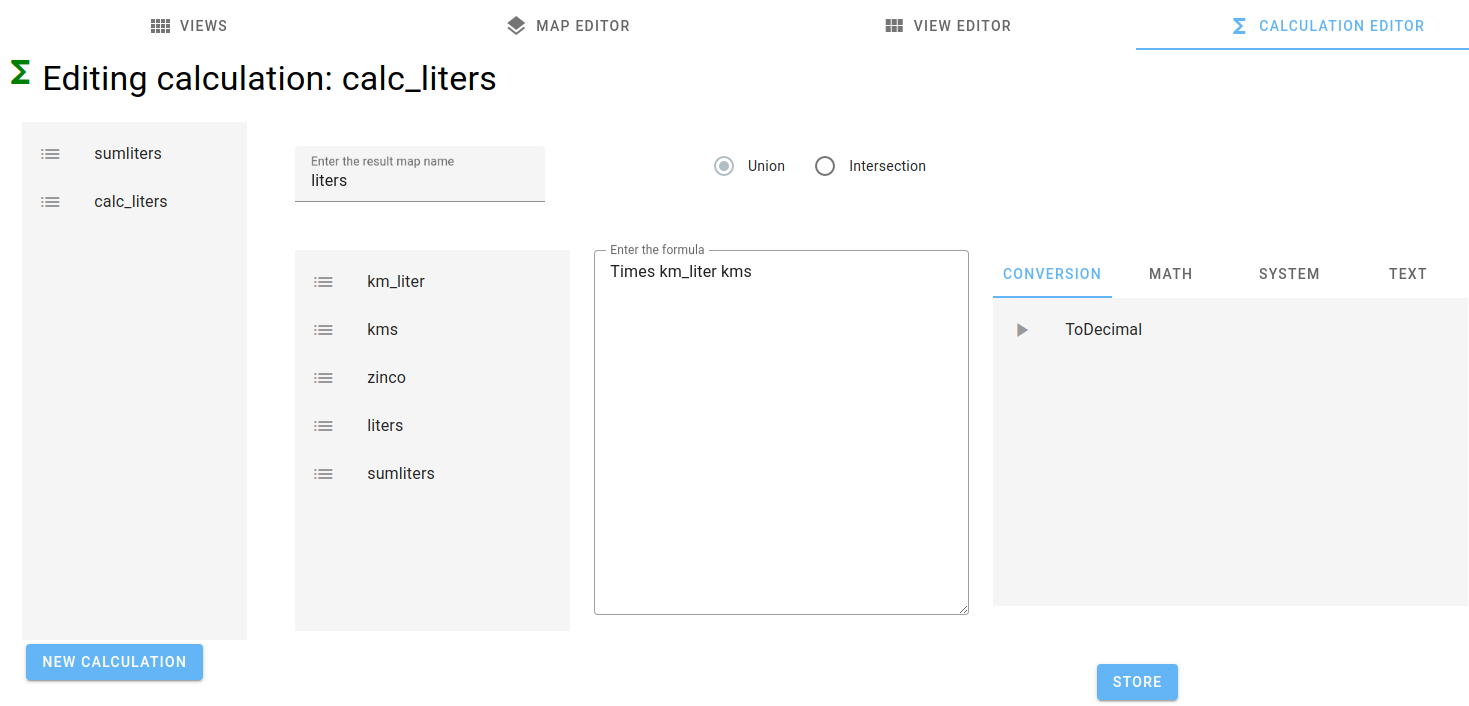 VIEWS
MAP EDITOR
VIEW EDITOR
Σ CALCULATION EDITOR
Σ Editing calculation: calc_liters
sumliters
calc_liters
NEW CALCULATION
Enter the result map name
liters
Union
Intersection
km_liter
kms
zinco
liters
sumliters
Enter the formula
Times km_liter kms
CONVERSION
MATH
SYSTEM
TEXT
ToDecimal
STORE